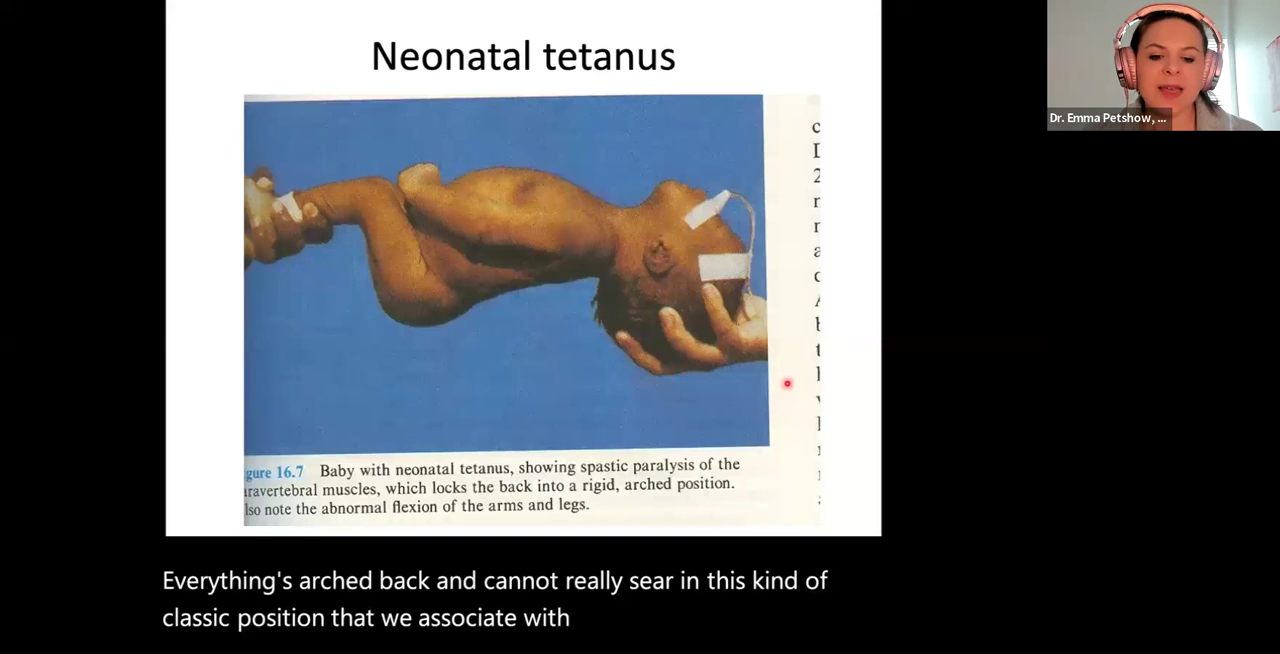 Neonatal tetanus
Dr. Emma Petshow, ...
gure 16.7 Baby with neonatal tetanus, showing spastic paralysis of the
ravertebral muscles, which locks the back into a rigid, arched position.
lso note the abnormal flexion of the arms and legs.
Everything's arched back and cannot really sear in this kind of
classic position that we associate with